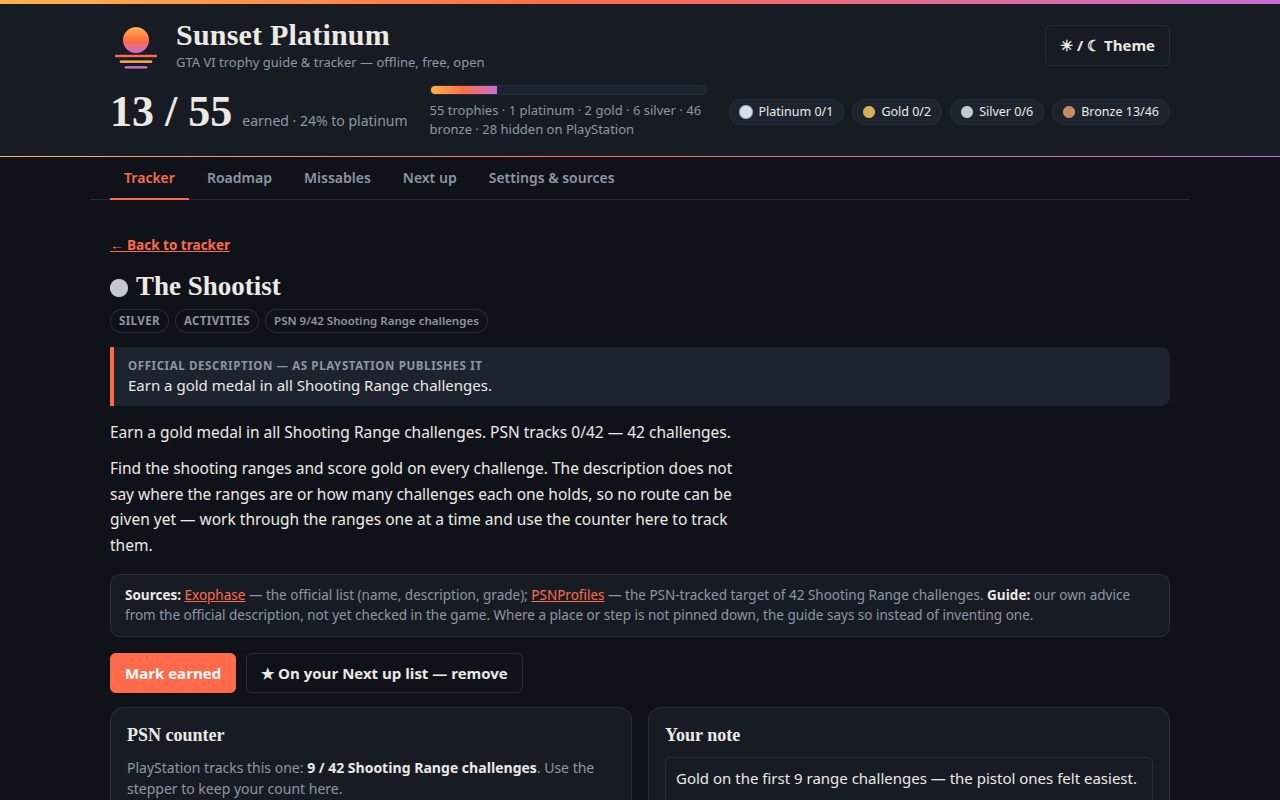 Sunset Platinum
GTA VI trophy guide & tracker — offline, free, open
☀ / ☾ Theme
13 / 55 earned · 24% to platinum
55 trophies · 1 platinum · 2 gold · 6 silver · 46
bronze · 28 hidden on PlayStation
Platinum 0/1
Gold 0/2
Silver 0/6
Bronze 13/46
Tracker
Roadmap
Missables
Next up
Settings & sources
← Back to tracker
The Shootist
SILVER
ACTIVITIES
PSN 9/42 Shooting Range challenges
OFFICIAL DESCRIPTION — AS PLAYSTATION PUBLISHES IT
Earn a gold medal in all Shooting Range challenges.
Earn a gold medal in all Shooting Range challenges. PSN tracks 0/42 — 42 challenges.
Find the shooting ranges and score gold on every challenge. The description does not
say where the ranges are or how many challenges each one holds, so no route can be
given yet — work through the ranges one at a time and use the counter here to track
them.
Sources: Exophase — the official list (name, description, grade); PSNProfiles — the PSN-tracked target of 42 Shooting Range challenges. Guide: our own advice
from the official description, not yet checked in the game. Where a place or step is not pinned down, the guide says so instead of inventing one.
Mark earned
★ On your Next up list — remove
PSN counter
PlayStation tracks this one: 9 / 42 Shooting Range challenges. Use the
stepper to keep your count here.
Your note
Gold on the first 9 range challenges — the pistol ones felt easiest.